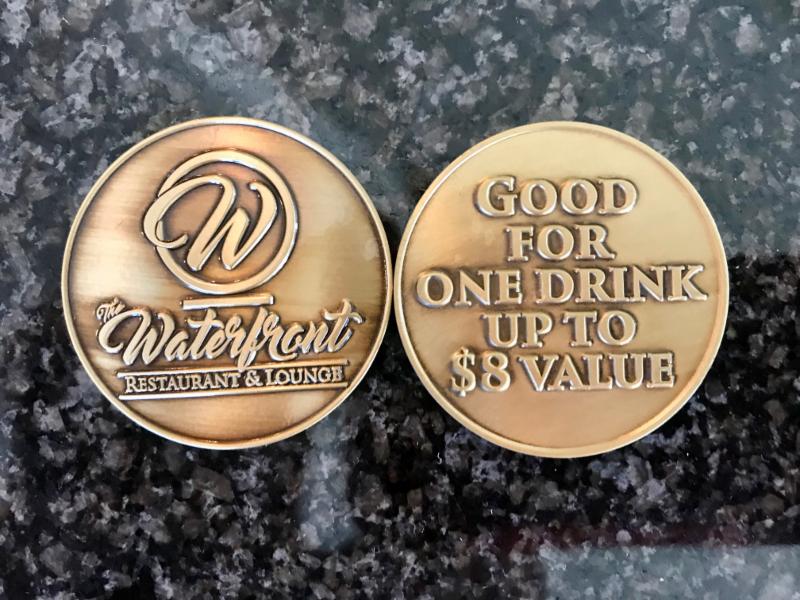 W
The
Waterfront
RESTAURANT & LOUNGE
GOOD
FOR
ONE DRINK
UP TO
$8 VALUE